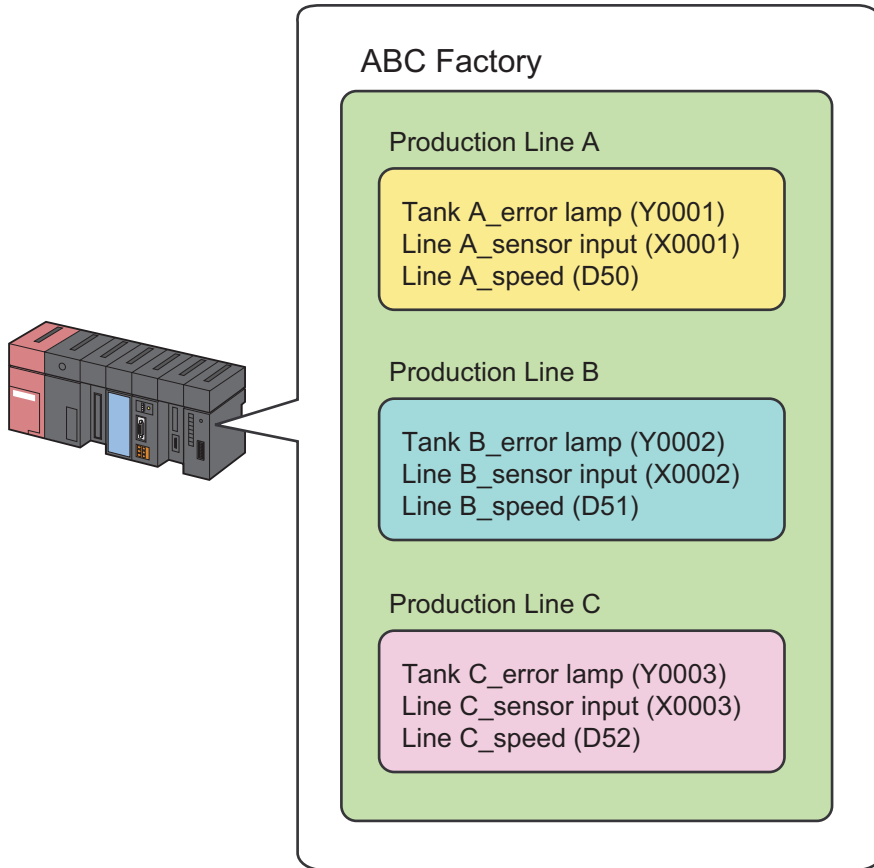 ABC Factory
Production Line A
Tank A_error lamp (Y0001)
Line A_sensor input (X0001)
Line A_speed (D50)
Production Line B
Tank B_error lamp (Y0002)
Line B_sensor input (X0002)
Line B_speed (D51)
Production Line C
Tank C_error lamp (Y0003)
Line C_sensor input (X0003)
Line C_speed (D52)